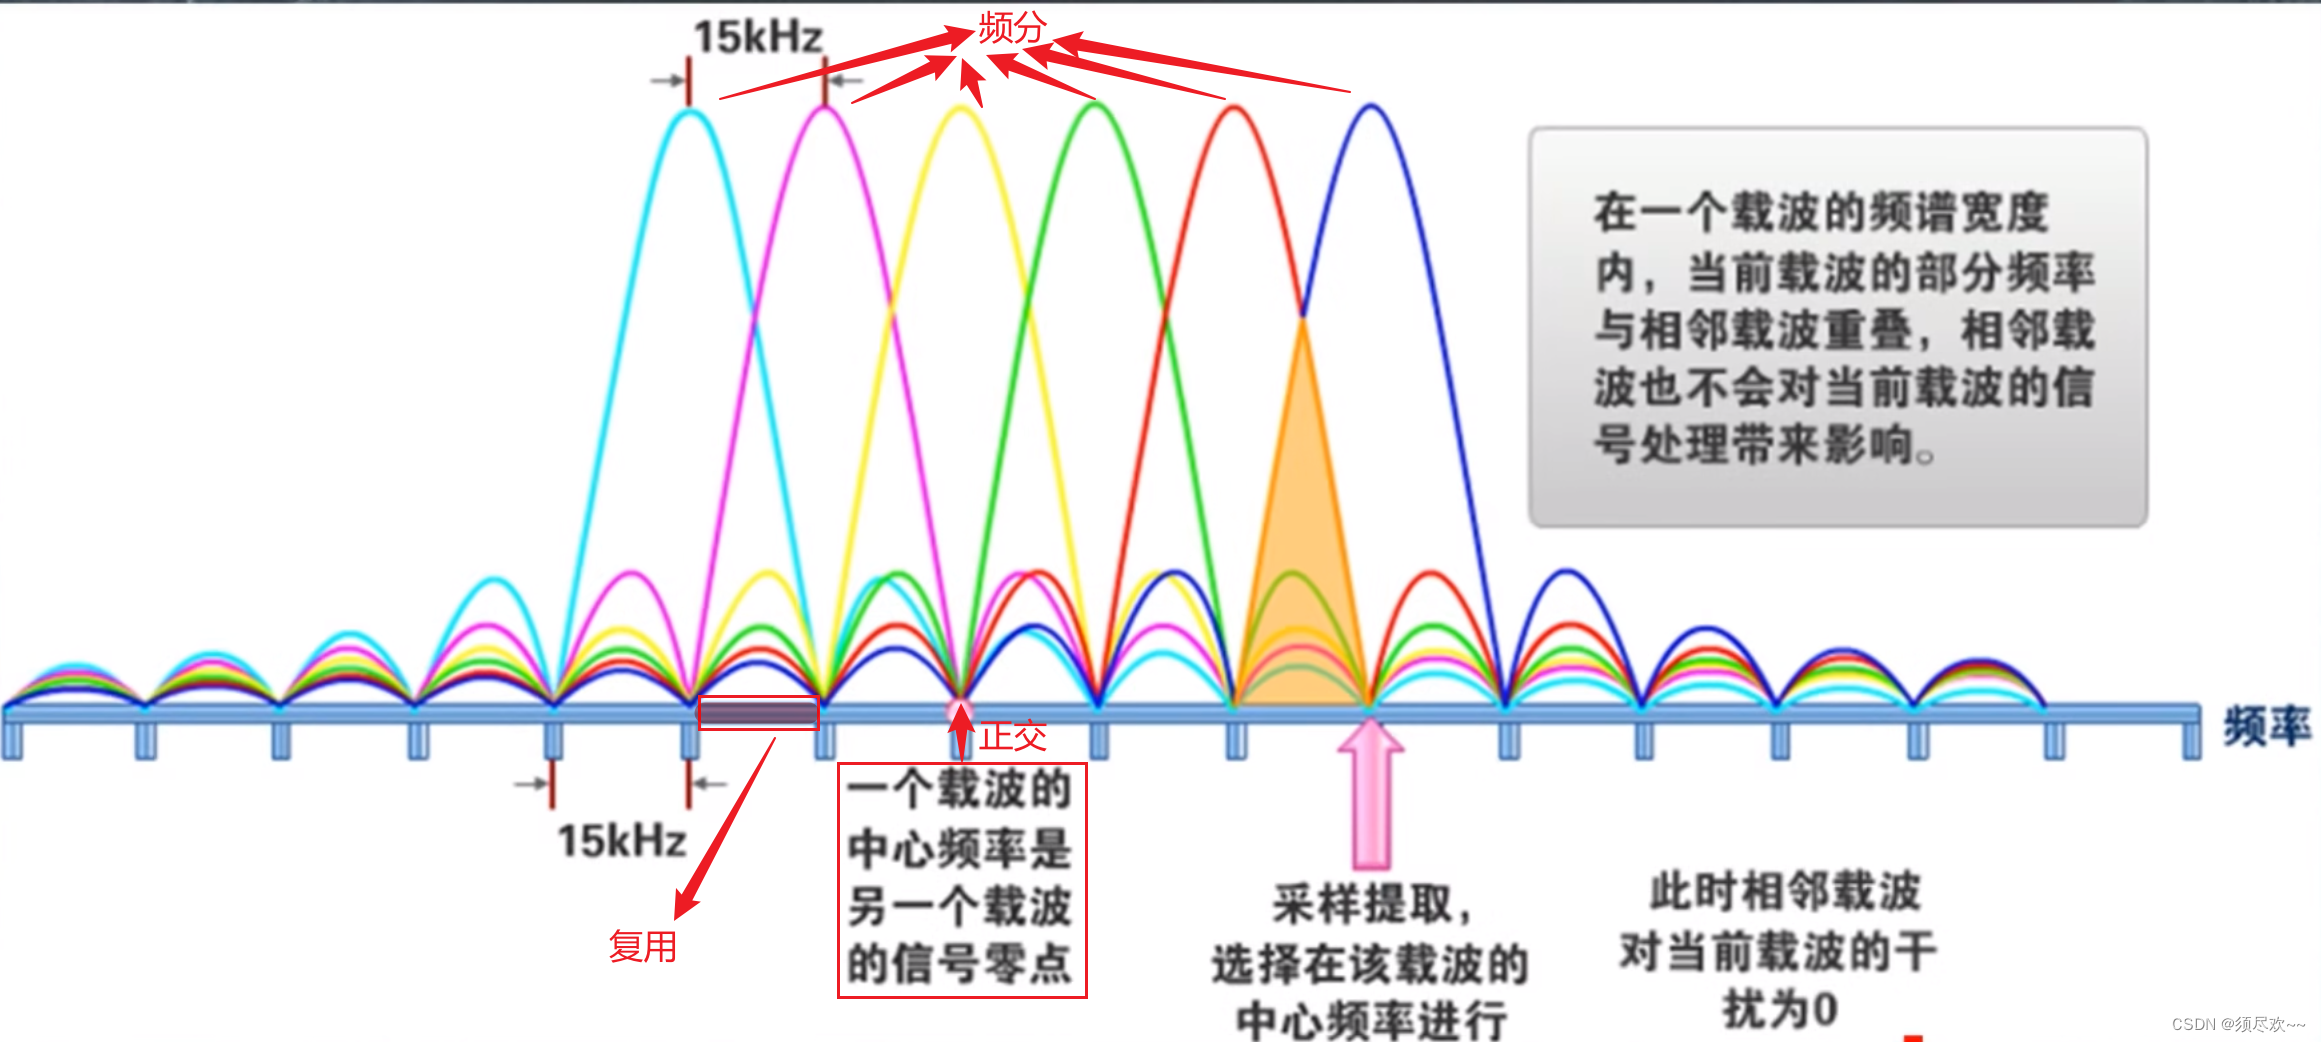 15kHz
频分
在一个载波的频谱宽度
内，当前载波的部分频率
与相邻载波重叠，相邻载
波也不会对当前载波的信
号处理带来影响。
频率
正交
15kHz
复用
一个载波的
中心频率是
另一个载波
的信号零点
采样提取，
选择在该载波的
中心频率进行
此时相邻载波
对当前载波的干
扰为0
CSDN @须尽欢~~